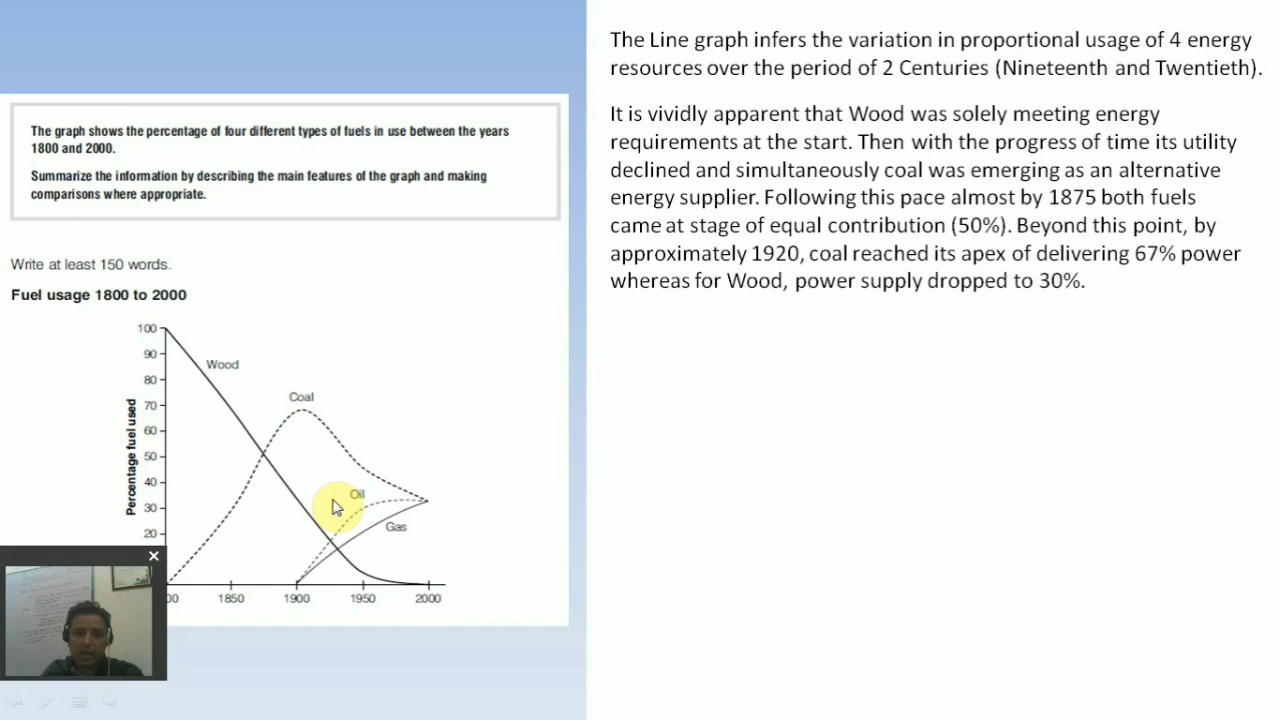 The graph shows the percentage of four different types of fuels in use between the years
1800 and 2000.
Summarize the information by describing the main features of the graph and making
comparisons where appropriate.
Write at least 150 words.
Fuel usage 1800 to 2000
Percentage fuel used
100
90
80
70
60
50
40
30
20
Wood
Coal
Oil
Gas
00
1850
1900
1950
2000
The Line graph infers the variation in proportional usage of 4 energy
resources over the period of 2 Centuries (Nineteenth and Twentieth).
It is vividly apparent that Wood was solely meeting energy
requirements at the start. Then with the progress of time its utility
declined and simultaneously coal was emerging as an alternative
energy supplier. Following this pace almost by 1875 both fuels
came at stage of equal contribution (50%). Beyond this point, by
approximately 1920, coal reached its apex of delivering 67% power
whereas for Wood, power supply dropped to 30%.